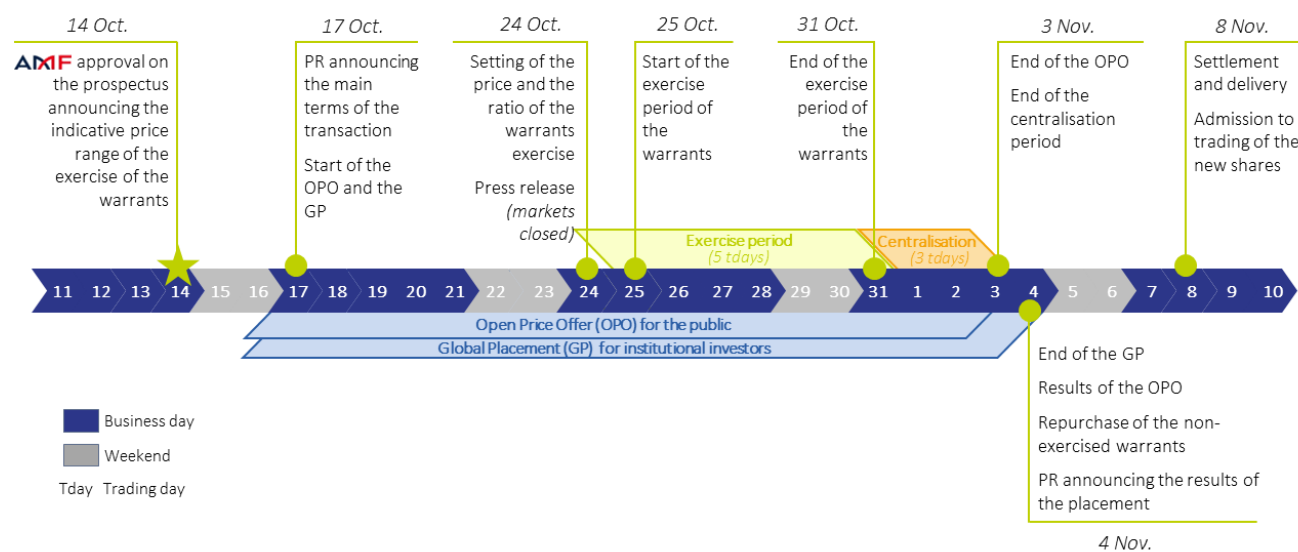 14 Oct.
AMF approval on
the prospectus
announcing the
indicative price
range of the
exercise of the
warrants
17 Oct.
PR announcing
the main
terms of the
transaction
Start of the
OPO and the
GP
24 Oct.
Setting of the
price and the
ratio of the
warrants
exercise
Press release
(markets
closed)
25 Oct.
Start of the
exercise
period of
the
warrants
31 Oct.
End of the
exercise
period of
the
warrants
3 Nov.
End of the OPO
End of the
centralisation
period
8 Nov.
Settlement
and delivery
Admission to
trading of the
new shares
Exercise period
(5 tdays)
Centralisation
(3 tdays)
11 12 13 14 15 16 17 18 19 20 21 22 23 24 25 26 27 28 29 30 31 1 2 3 4 5 6 7 8 9 10
Open Price Offer (OPO) for the public
Global Placement (GP) for institutional investors
End of the GP
Results of the OPO
Repurchase of the non-
exercised warrants
PR announcing the results of
the placement
4 Nov.
Business day
Weekend
Tday Trading day